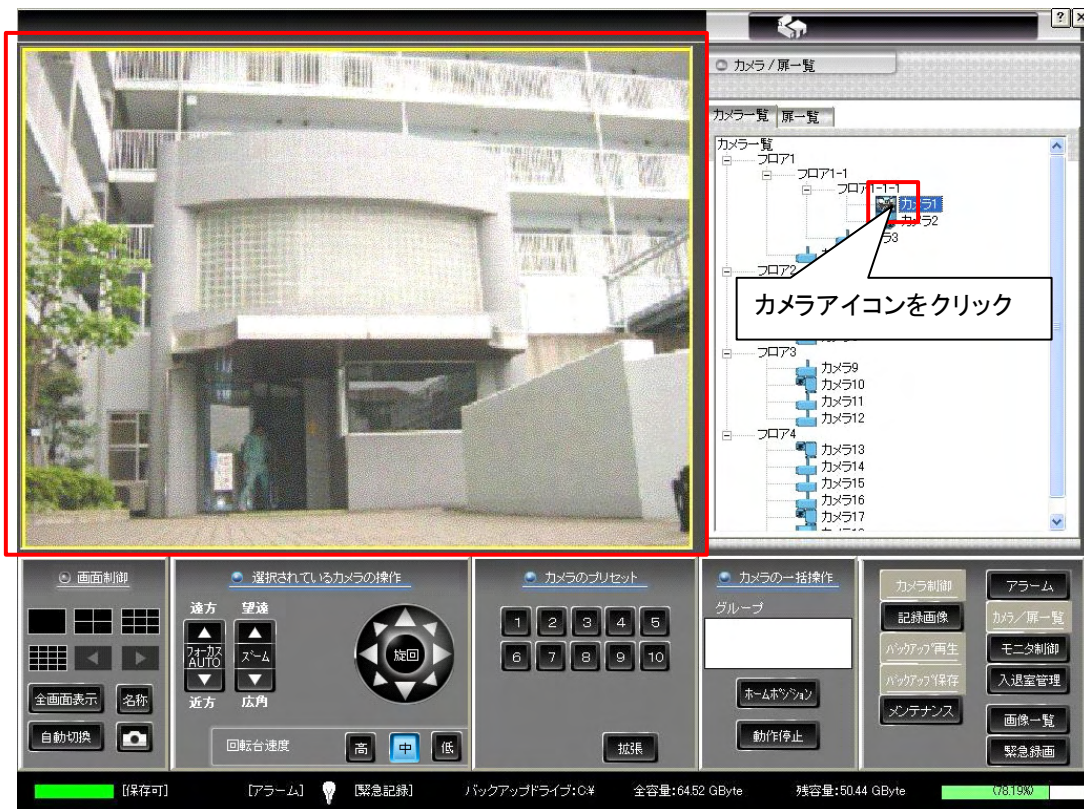 ? ×
カメラ/扉一覧
カメラ一覧 扉一覧
カメラ一覧
フロア1
フロア1-1
フロア1-1-1
カメラ1
カメラ2
フロア2
カメラアイコンをクリック
フロア3
カメラ9
カメラ10
カメラ11
カメラ12
フロア4
カメラ13
カメラ14
カメラ15
カメラ16
カメラ17
画面制御
全画面表示 名称
自動切換
選択されているカメラの操作
遠方 望遠
フォーカス
AUTO
ズーム
近方 広角
旋回
回転台速度 高 中 低
カメラのプリセット
1 2 3 4 5
6 7 8 9 10
拡張
カメラの一括操作
グループ
ホームポジション
動作停止
カメラ制御 アラーム
記録画像 カメラ/扉一覧
バックアップ再生 モニタ制御
バックアップ保存 入退室管理
メンテナンス 画像一覧
緊急録画
[保存可] [アラーム] [緊急記録] バックアップドライブ:C¥ 全容量:64.52 GByte 残容量:50.44 GByte (78.19%)